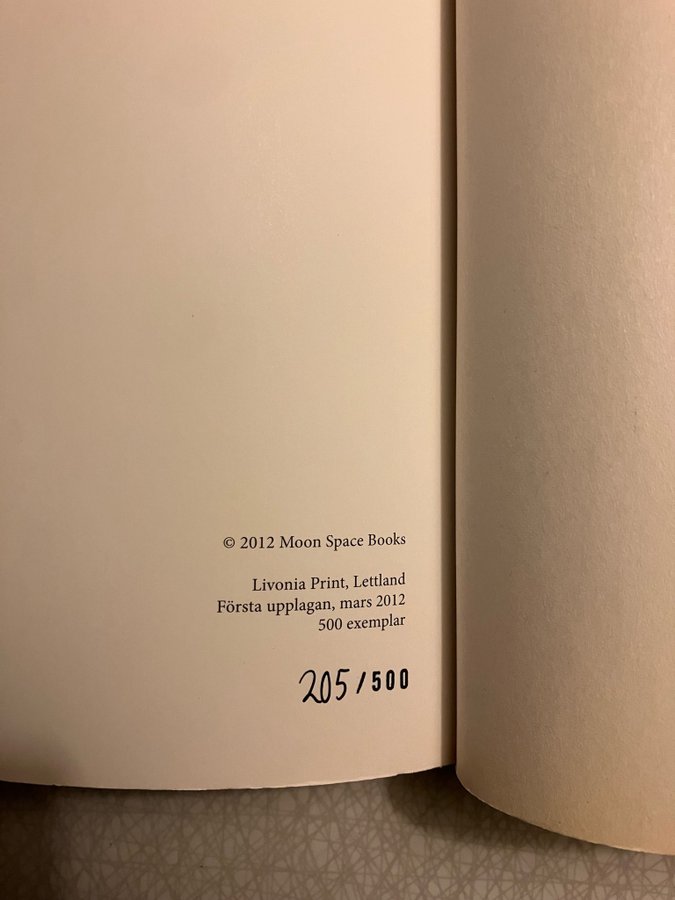 © 2012 Moon Space Books
Livonia Print, Lettland
Första upplagan, mars 2012
500 exemplar
205/500